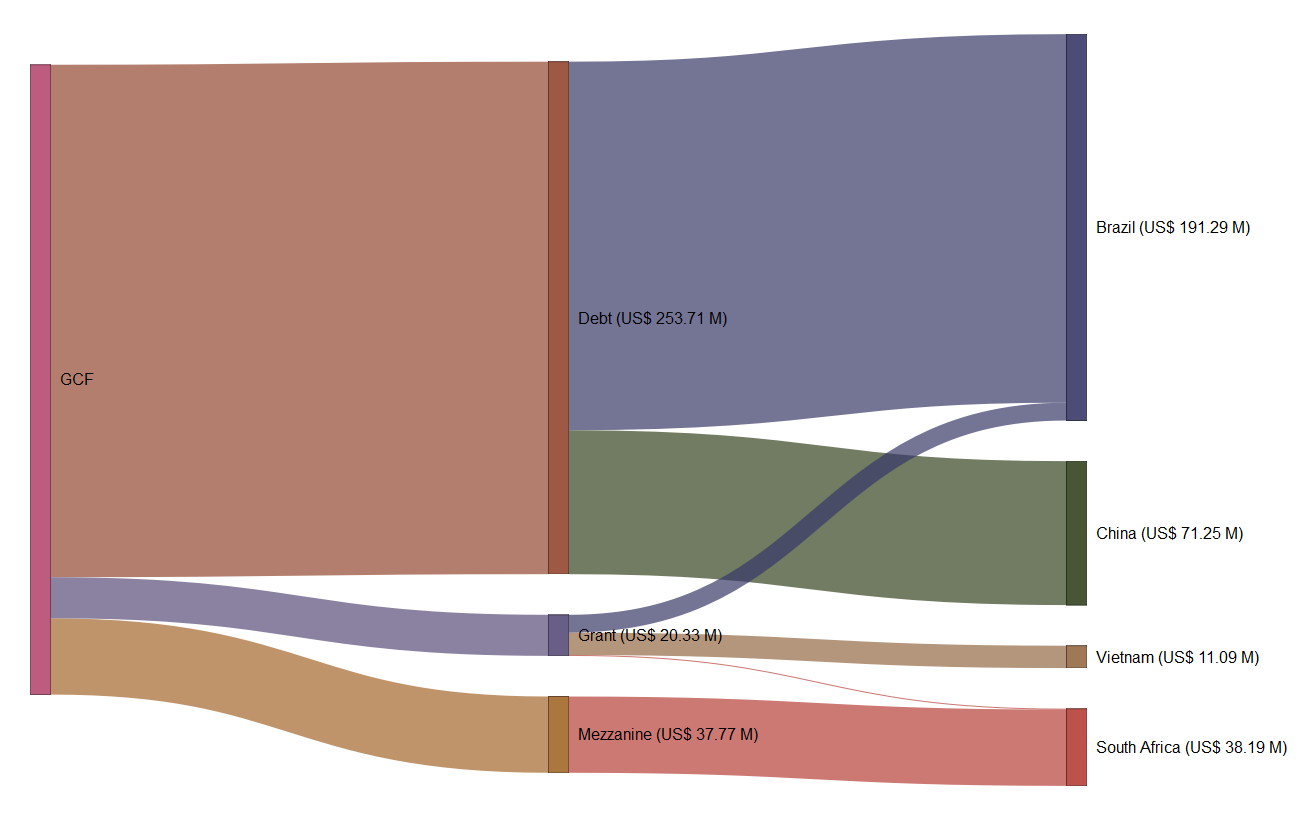 GCF
Debt (US$ 253.71 M)
Grant (US$ 20.33 M)
Mezzanine (US$ 37.77 M)
Brazil (US$ 191.29 M)
China (US$ 71.25 M)
Vietnam (US$ 11.09 M)
South Africa (US$ 38.19 M)